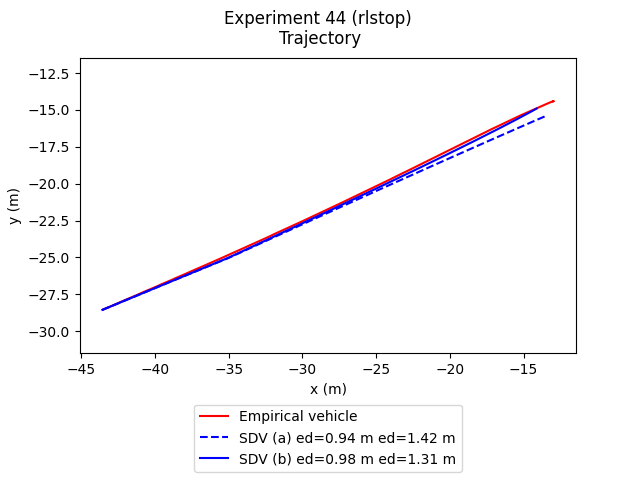 Experiment 44 (rlstop)
Trajectory
−12.5
−15.0
−17.5
−20.0
−22.5
−25.0
−27.5
−30.0
y (m)
−45 −40 −35 −30 −25 −20 −15
x (m)
Empirical vehicle
SDV (a) ed=0.94 m ed=1.42 m
SDV (b) ed=0.98 m ed=1.31 m